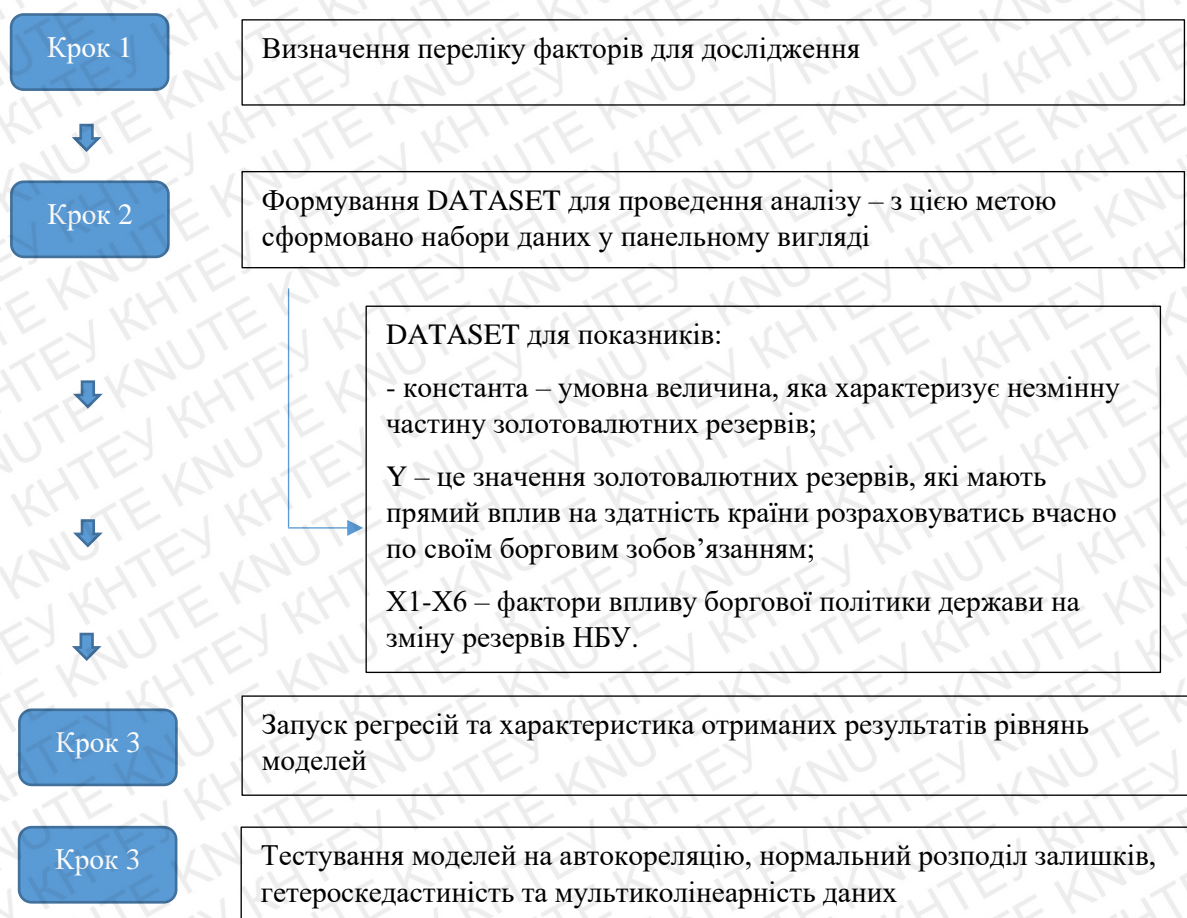 Крок 1
Визначення переліку факторів для дослідження
Крок 2
Формування DATASET для проведення аналізу – з цією метою
сформовано набори даних у панельному вигляді
DATASET для показників:
- константа – умовна величина, яка характеризує незмінну
частину золотовалютних резервів;
Y – це значення золотовалютних резервів, які мають
прямий вплив на здатність країни розраховуватись вчасно
по своїм борговим зобов’язанням;
X1-X6 – фактори впливу боргової політики держави на
зміну резервів НБУ.
Крок 3
Запуск регресій та характеристика отриманих результатів рівнянь
моделей
Крок 3
Тестування моделей на автокореляцію, нормальний розподіл залишків,
гетероскедастиність та мультиколінеарність даних